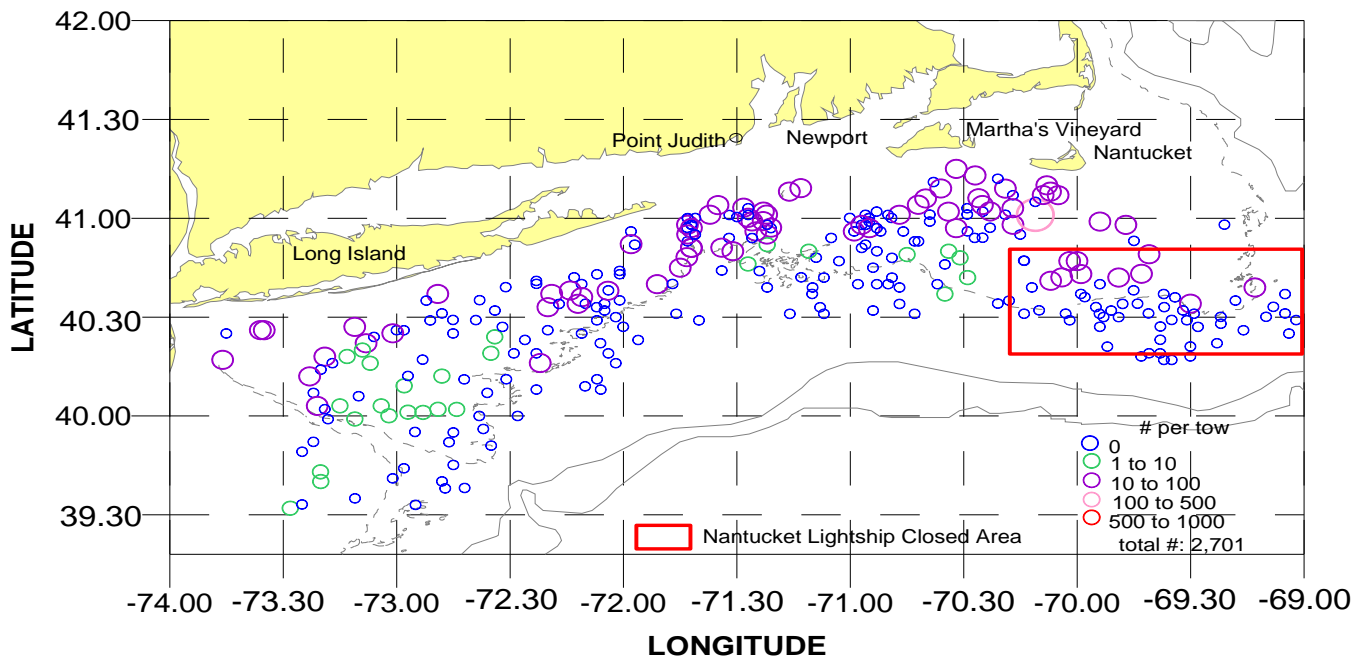 42.00
41.30
41.00
40.30
40.00
39.30
LATITUDE
Point Judith
Newport
Martha's Vineyard
Nantucket
Long Island
# per tow
0
1 to 10
10 to 100
100 to 500
500 to 1000
total #: 2,701
Nantucket Lightship Closed Area
-74.00 -73.30 -73.00 -72.30 -72.00 -71.30 -71.00 -70.30 -70.00 -69.30 -69.00
LONGITUDE